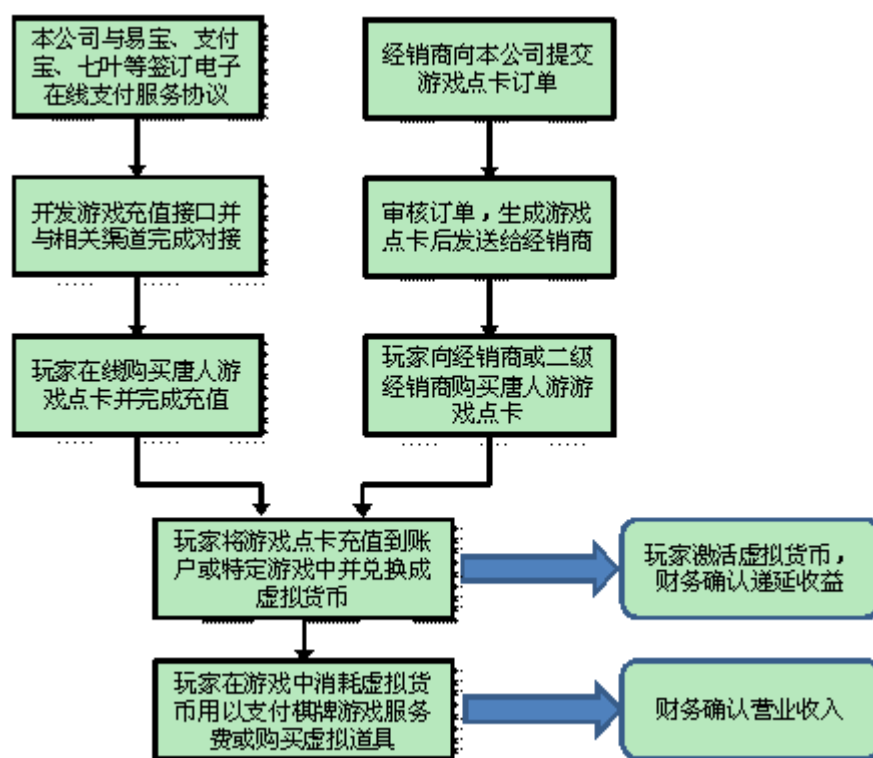 本公司与易宝、支付
宝、七叶等签订电子
在线支付服务协议
经销商向本公司提交
游戏点卡订单
开发游戏充值接口并
与相关渠道完成对接
审核订单，生成游戏
点卡后发送给经销商
玩家在线购买唐人游
戏点卡并完成充值
玩家向经销商或二级
经销商购买唐人游游
戏点卡
玩家将游戏点卡充值到账
户或特定游戏中并兑换成
虚拟货币
玩家激活虚拟货币，
财务确认递延收益
玩家在游戏中消耗虚拟货
币用以支付棋牌游戏服务
费或购买虚拟道具
财务确认营业收入